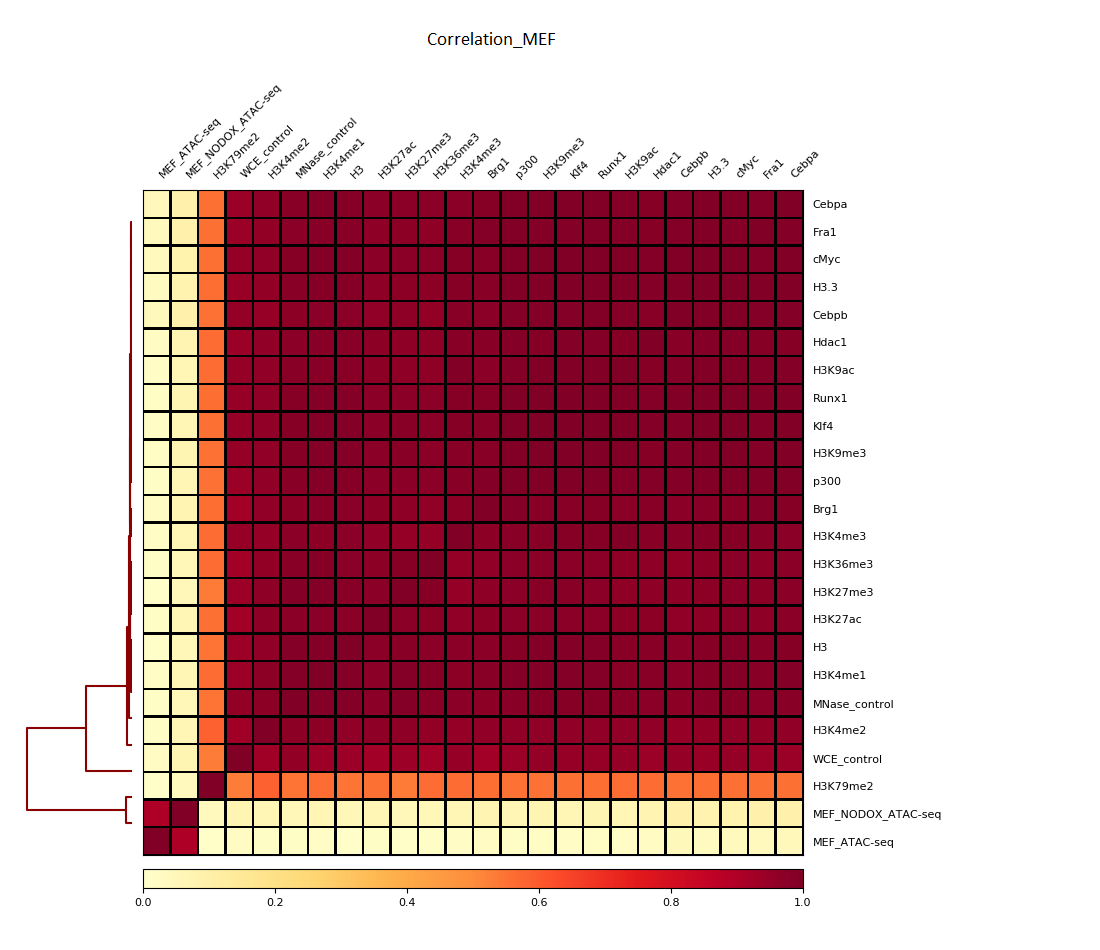 Correlation_MEF
MEF_ATAC-seq
MEF_NODOX_ATAC-seq
H3K79me2
WCE_control
H3K4me2
MNase_control
H3K4me1
H3
H3K27ac
H3K27me3
H3K36me3
H3K4me3
Brg1
p300
H3K9me3
Klf4
Runx1
H3K9ac
Hdac1
Cebpb
H3.3
cMyc
Fra1
Cebpa
Cebpa
Fra1
cMyc
H3.3
Cebpb
Hdac1
H3K9ac
Runx1
Klf4
H3K9me3
p300
Brg1
H3K4me3
H3K36me3
H3K27me3
H3K27ac
H3
H3K4me1
MNase_control
H3K4me2
WCE_control
H3K79me2
MEF_NODOX_ATAC-seq
MEF_ATAC-seq
0.0 0.2 0.4 0.6 0.8 1.0